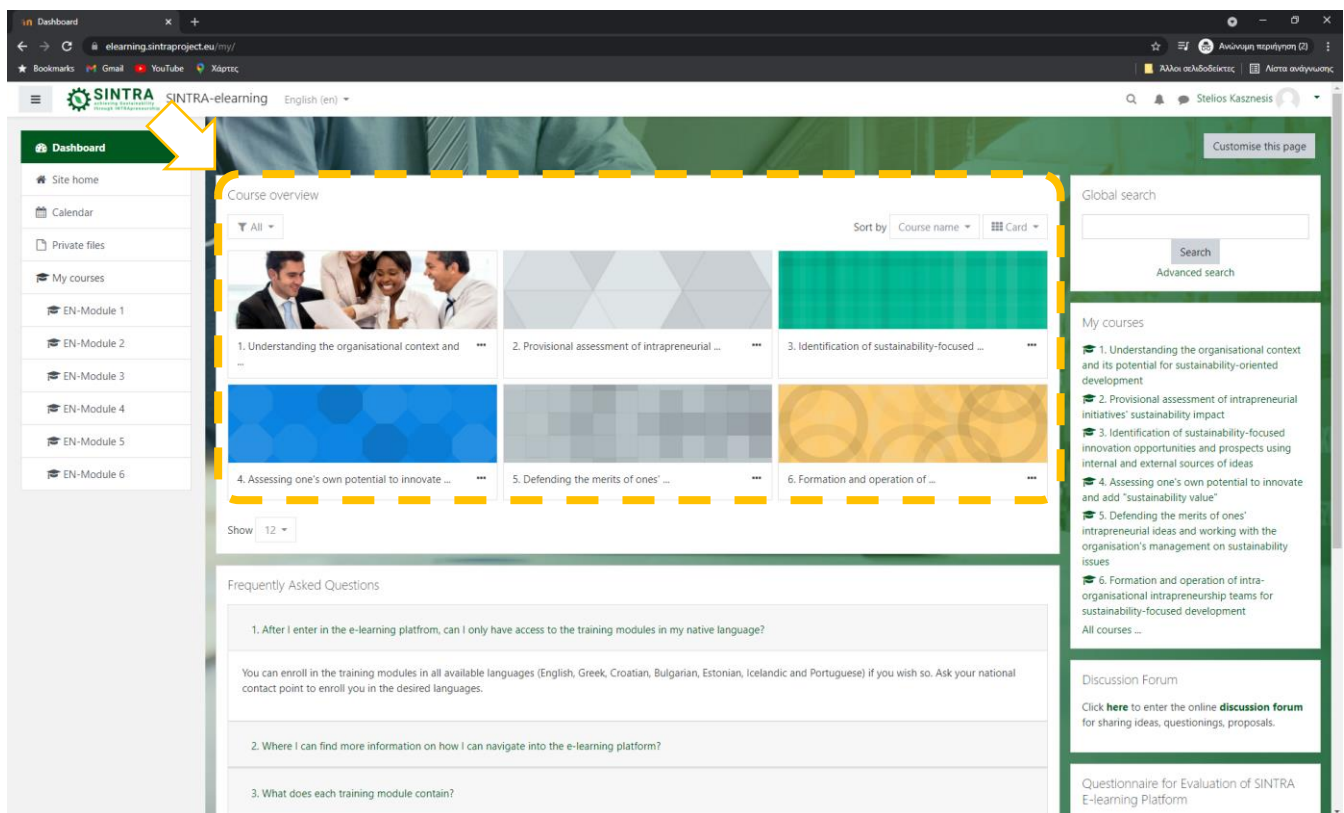 Dashboard
elearning.sintraproject.eu/my/
Ανώνυμη περιήγηση (2)
Bookmarks Gmail YouTube Χάρτες
Άλλοι σελιδοδείκτες Λίστα ανάγνωσης
SINTRA
achieving Sustainability
through INTRApreneurship
SINTRA-elearning English (en)
Stelios Kasznesis
Dashboard
Site home
Calendar
Private files
My courses
EN-Module 1
EN-Module 2
EN-Module 3
EN-Module 4
EN-Module 5
EN-Module 6
Customise this page
Course overview
All
Sort by Course name Card
1. Understanding the organisational context and
...
2. Provisional assessment of intrapreneurial ...
3. Identification of sustainability-focused ...
4. Assessing one's own potential to innovate ...
5. Defending the merits of ones' ...
6. Formation and operation of ...
Show 12
Frequently Asked Questions
1. After I enter in the e-learning platfrom, can I only have access to the training modules in my native language?
You can enroll in the training modules in all available languages (English, Greek, Croatian, Bulgarian, Estonian, Icelandic and Portuguese) if you wish so. Ask your national
contact point to enroll you in the desired languages.
2. Where I can find more information on how I can navigate into the e-learning platform?
3. What does each training module contain?
Global search
Search
Advanced search
My courses
1. Understanding the organisational context
and its potential for sustainability-oriented
development
2. Provisional assessment of intrapreneurial
initiatives' sustainability impact
3. Identification of sustainability-focused
innovation opportunities and prospects using
internal and external sources of ideas
4. Assessing one's own potential to innovate
and add "sustainability value"
5. Defending the merits of ones'
intrapreneurial ideas and working with the
organisation's management on sustainability
issues
6. Formation and operation of intra-
organisational intrapreneurship teams for
sustainability-focused development
All courses ...
Discussion Forum
Click here to enter the online discussion forum
for sharing ideas, questionings, proposals.
Questionnaire for Evaluation of SINTRA
E-learning Platform